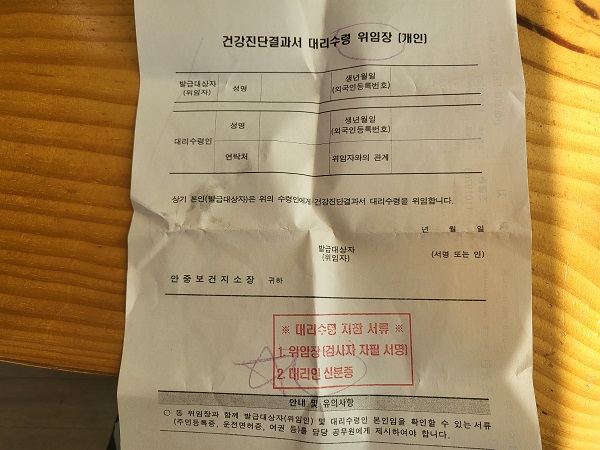 건강진단결과서 대리수령 위임장 (개인)
발급대상자
(위임자)
성명
생년월일
(외국인등록번호)
대리수령인
성명
생년월일
(외국인등록번호)
연락처
위임자와의 관계
상기 본인(발급대상자)은 위의 수령인에게 건강진단결과서 대리수령을 위임합니다.
년 월 일
발급대상자
(위임자)
(서명 또는 인)
안중보건지소장 귀하
※ 대리수령 지참 서류 ※
1. 위임장(검사자 자필 서명)
2. 대리인 신분증
안내 및 유의사항
○ 동 위임장과 함께 발급대상자(위임인) 및 대리수령인 본인임을 확인할 수 있는 서류
(주민등록증, 운전면허증, 여권 등)를 담당 공무원에게 제시하여야 합니다.